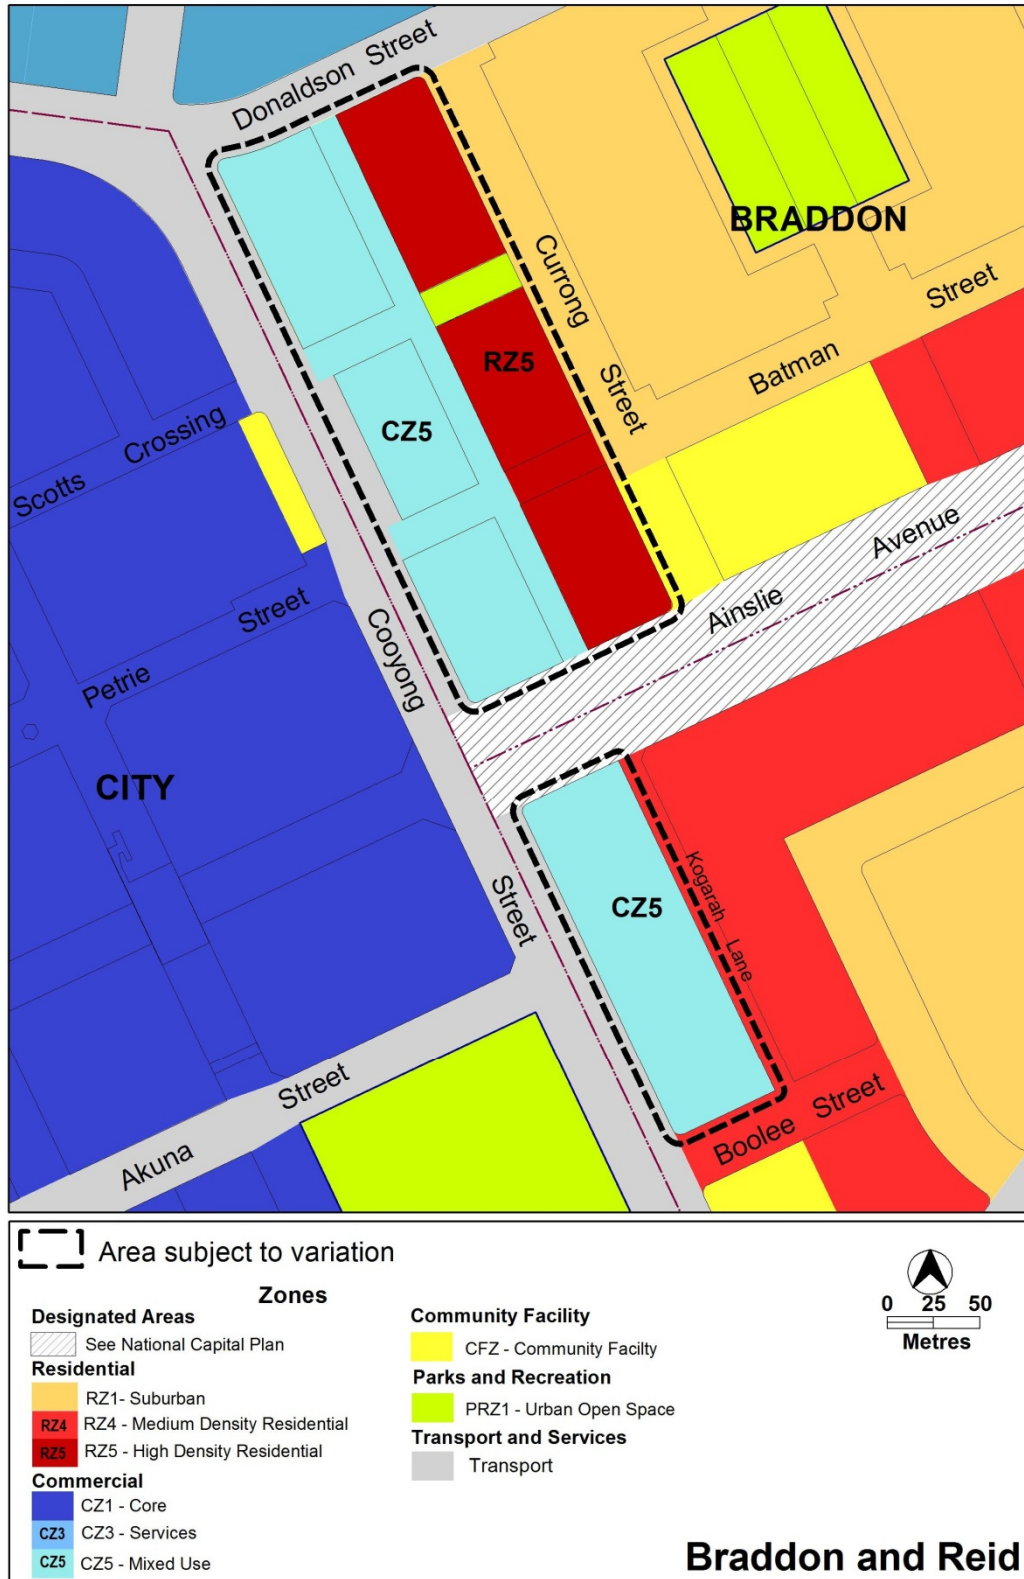 Donaldson Street
BRADDON
Currong Street
Street
Batman
RZ5
CZ5
Scotts Crossing
Avenue
Ainslie
Street
Petrie
Cooyong
CITY
Street
CZ5
Kogarah Lane
Boolee Street
Street
Akuna
Area subject to variation
Zones
Designated Areas
See National Capital Plan
Residential
RZ1- Suburban
RZ4 RZ4 - Medium Density Residential
RZ5 RZ5 - High Density Residential
Commercial
CZ1 - Core
CZ3 CZ3 - Services
CZ5 CZ5 - Mixed Use
Community Facility
CFZ - Community Facilty
Parks and Recreation
PRZ1 - Urban Open Space
Transport and Services
Transport
0 25 50
Metres
Braddon and Reid